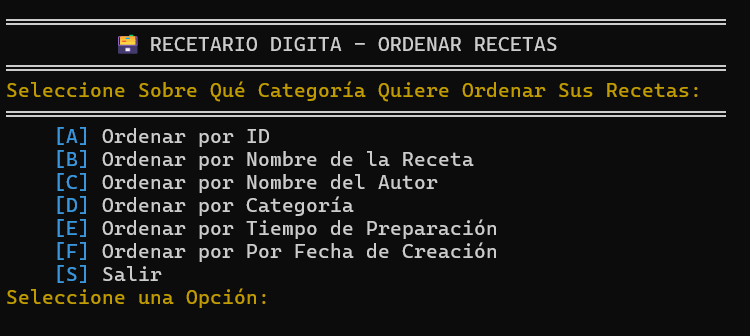 RECETARIO DIGITA - ORDENAR RECETAS
Seleccione Sobre Qué Categoría Quiere Ordenar Sus Recetas:
[A] Ordenar por ID
[B] Ordenar por Nombre de la Receta
[C] Ordenar por Nombre del Autor
[D] Ordenar por Categoría
[E] Ordenar por Tiempo de Preparación
[F] Ordenar por Por Fecha de Creación
[S] Salir
Seleccione una Opción: